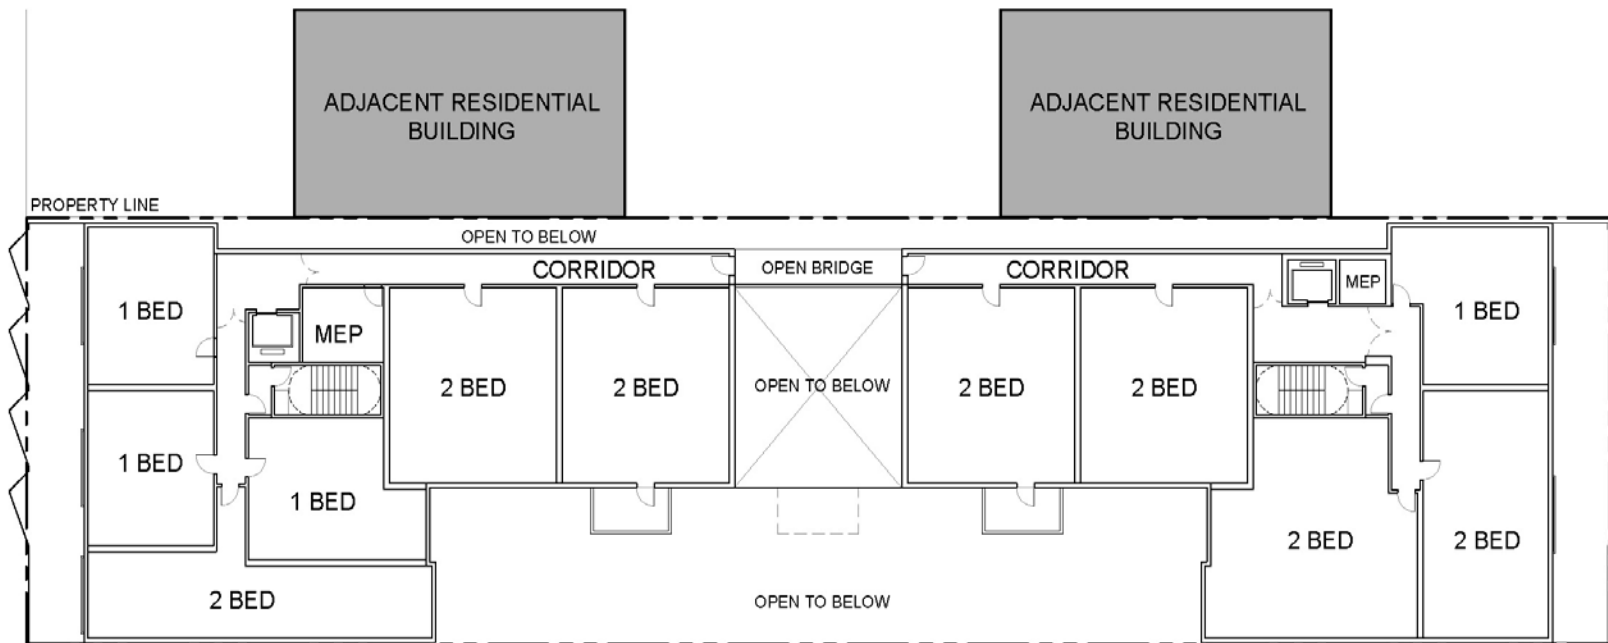 ADJACENT RESIDENTIAL
BUILDING
ADJACENT RESIDENTIAL
BUILDING
PROPERTY LINE
OPEN TO BELOW
CORRIDOR
OPEN BRIDGE
CORRIDOR
MEP
1 BED
MEP
1 BED
2 BED
2 BED
OPEN TO BELOW
2 BED
2 BED
1 BED
1 BED
2 BED
2 BED
2 BED
OPEN TO BELOW